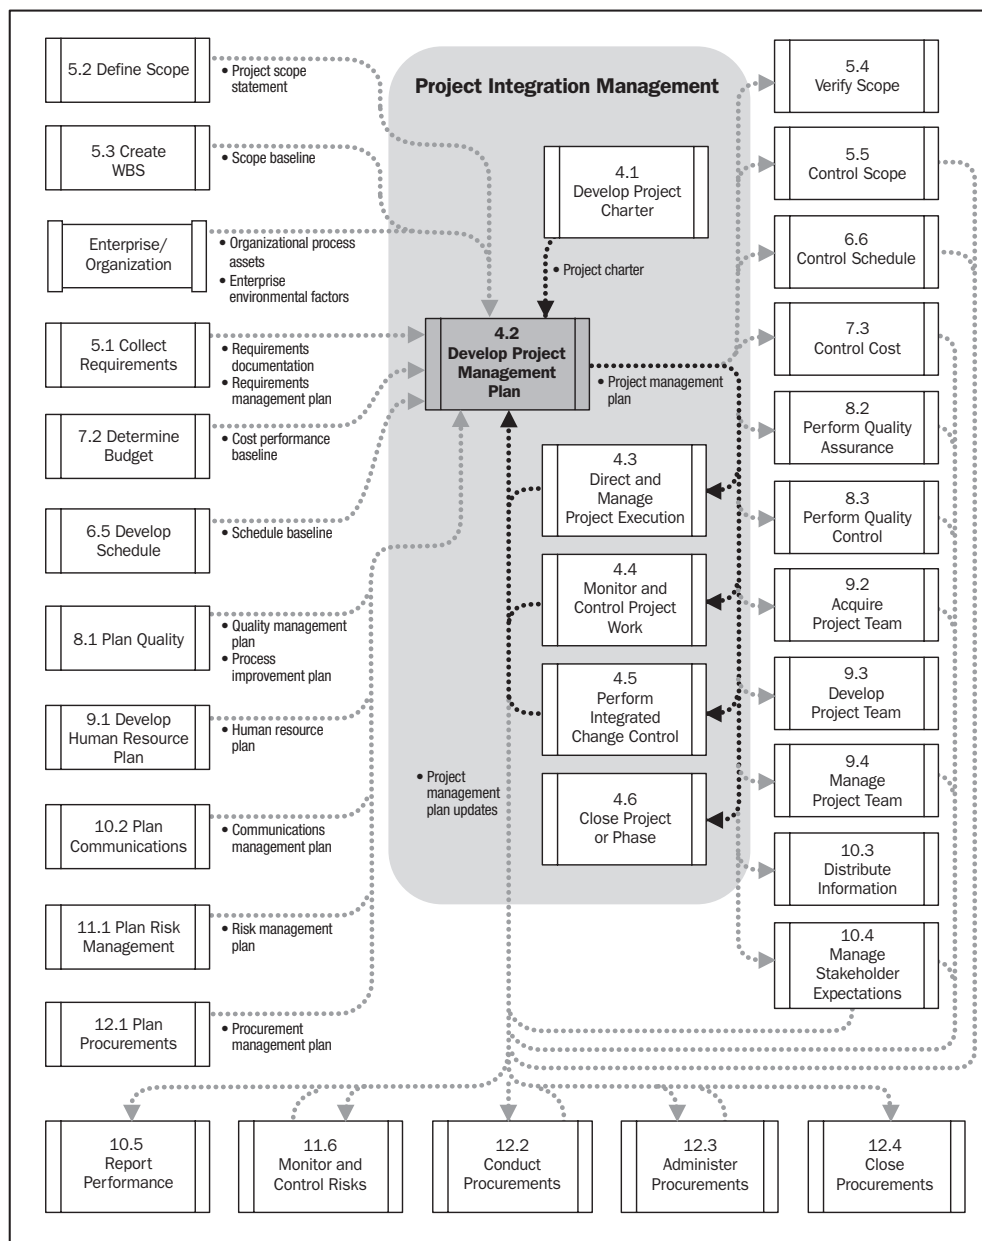 Project Integration Management
5.2 Define Scope
• Project scope
statement
5.3 Create
WBS
• Scope baseline
Enterprise/
Organization
• Organizational process
assets
• Enterprise
environmental factors
5.1 Collect
Requirements
• Requirements
documentation
• Requirements
management plan
7.2 Determine
Budget
• Cost performance
baseline
6.5 Develop
Schedule
• Schedule baseline
8.1 Plan Quality
• Quality management
plan
• Process
improvement plan
9.1 Develop
Human Resource
Plan
• Human resource
plan
10.2 Plan
Communications
• Communications
management plan
11.1 Plan Risk
Management
• Risk management
plan
12.1 Plan
Procurements
• Procurement
management plan
4.1
Develop Project
Charter
• Project charter
4.2
Develop Project
Management
Plan
• Project management
plan
4.3
Direct and
Manage
Project Execution
4.4
Monitor and
Control Project
Work
4.5
Perform
Integrated
Change Control
• Project
management
plan updates
4.6
Close Project
or Phase
5.4
Verify Scope
5.5
Control Scope
6.6
Control Schedule
7.3
Control Cost
8.2
Perform Quality
Assurance
8.3
Perform Quality
Control
9.2
Acquire
Project Team
9.3
Develop
Project Team
9.4
Manage
Project Team
10.3
Distribute
Information
10.4
Manage
Stakeholder
Expectations
10.5
Report
Performance
11.6
Monitor and
Control Risks
12.2
Conduct
Procurements
12.3
Administer
Procurements
12.4
Close
Procurements